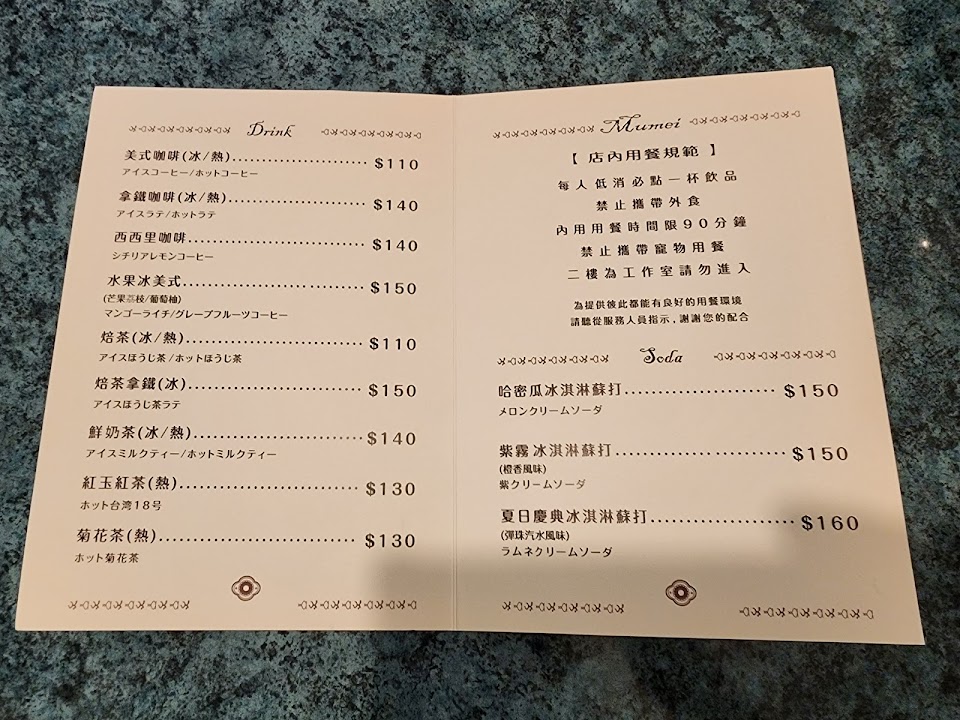 Drink
美式咖啡(冰/熱)........................ $110
アイスコーヒー/ホットコーヒー
拿鐵咖啡(冰/熱)........................ $140
アイスラテ/ホットラテ
西西里咖啡........................ $140
シチリアレモンコーヒー
水果冰美式........................ $150
(芒果荔枝/葡萄柚)
マンゴーライチ/グレープフルーツコーヒー
焙茶(冰/熱)........................ $110
アイスほうじ茶/ホットほうじ茶
焙茶拿鐵(冰)........................ $150
アイスほうじ茶ラテ
鮮奶茶(冰/熱)........................ $140
アイスミルクティー/ホットミルクティー
紅玉紅茶(熱)........................ $130
ホット台湾18号
菊花茶(熱)........................ $130
ホット菊花茶
Mumei
【 店內用餐規範 】
每人低消必點一杯飲品
禁止攜帶外食
內用用餐時間限90分鐘
禁止攜帶寵物用餐
二樓為工作室請勿進入
為提供彼此都能有良好的用餐環境
請聽從服務人員指示,謝謝您的配合
Soda
哈密瓜冰淇淋蘇打........................ $150
メロンクリームソーダ
紫霧冰淇淋蘇打........................ $150
(橙香風味)
紫クリームソーダ
夏日慶典冰淇淋蘇打........................ $160
(彈珠汽水風味)
ラムネクリームソーダ